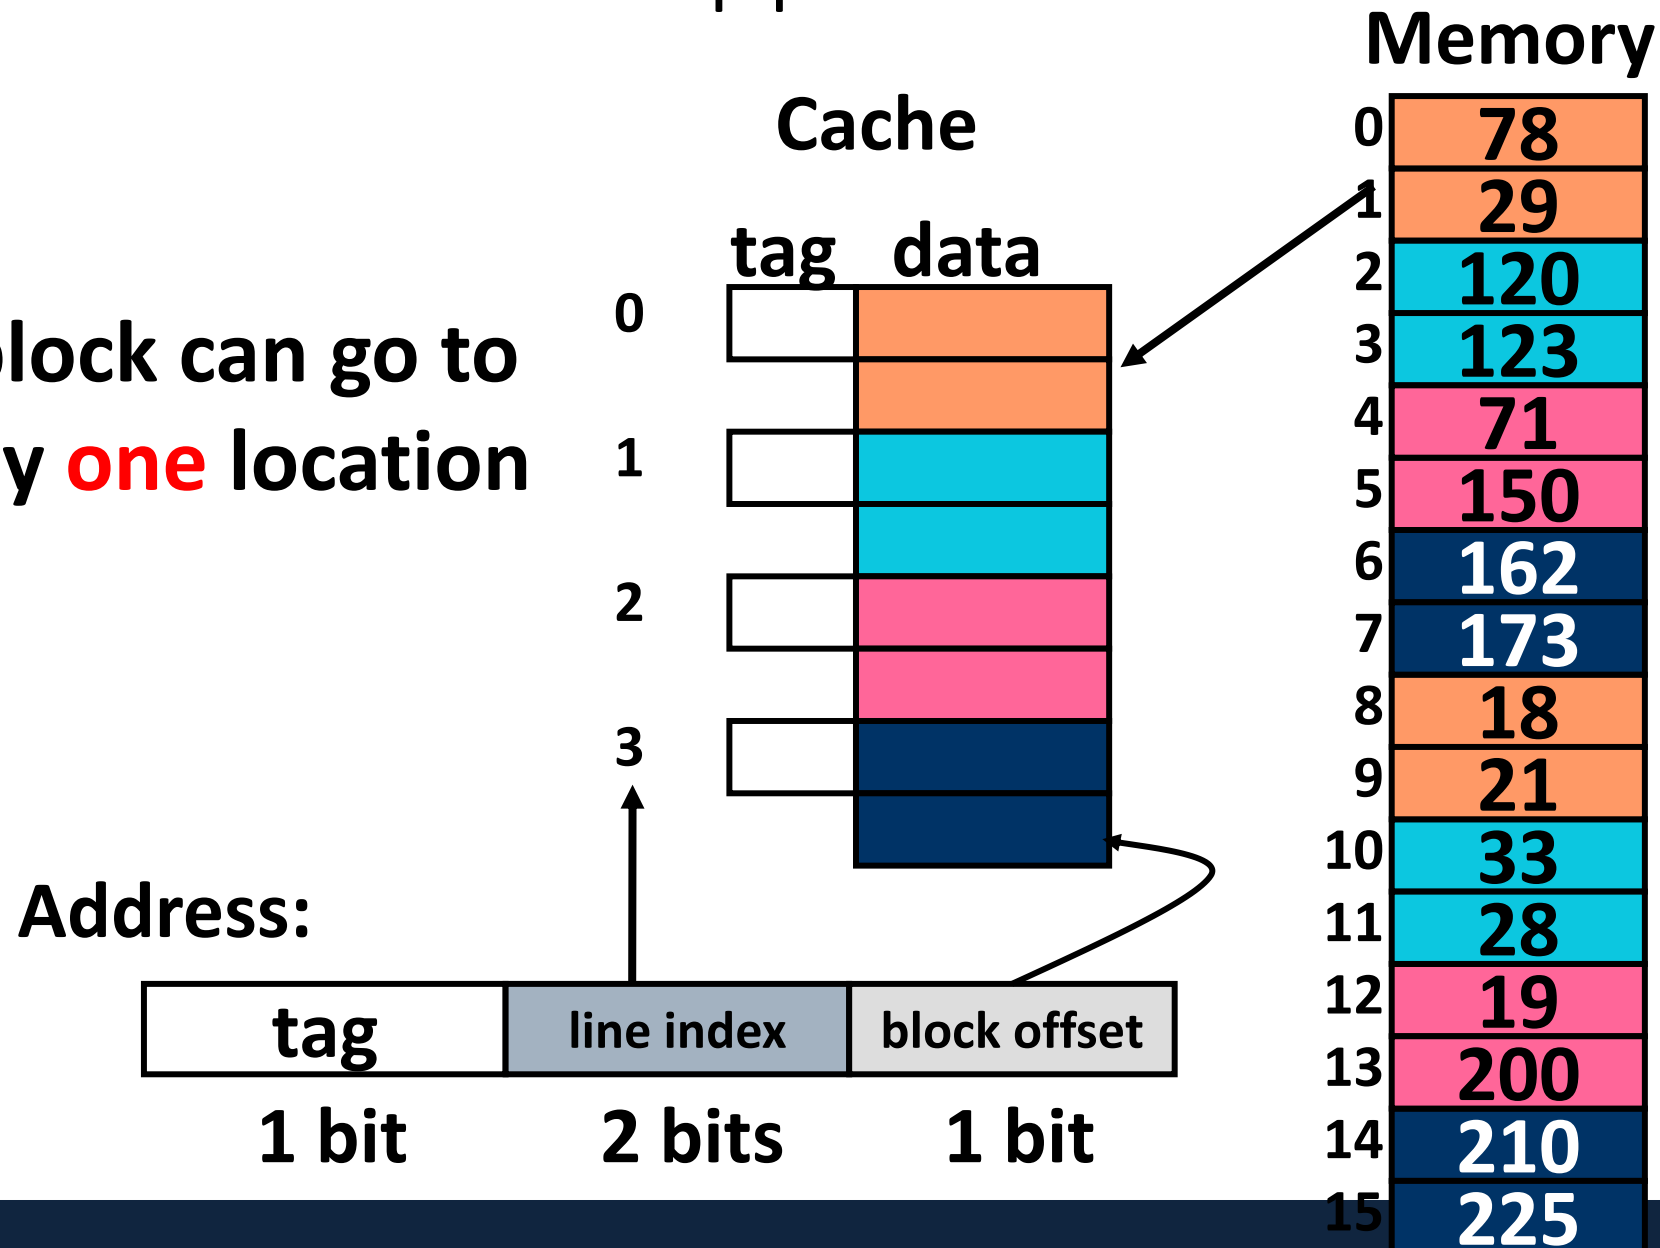 Memory
Cache
tag data
block can go to
one location
0
1
2
3
0 78
1 29
2 120
3 123
4 71
5 150
6 162
7 173
8 18
9 21
10 33
11 28
12 19
13 200
14 210
15 225
Address:
tag line index block offset
1 bit 2 bits 1 bit